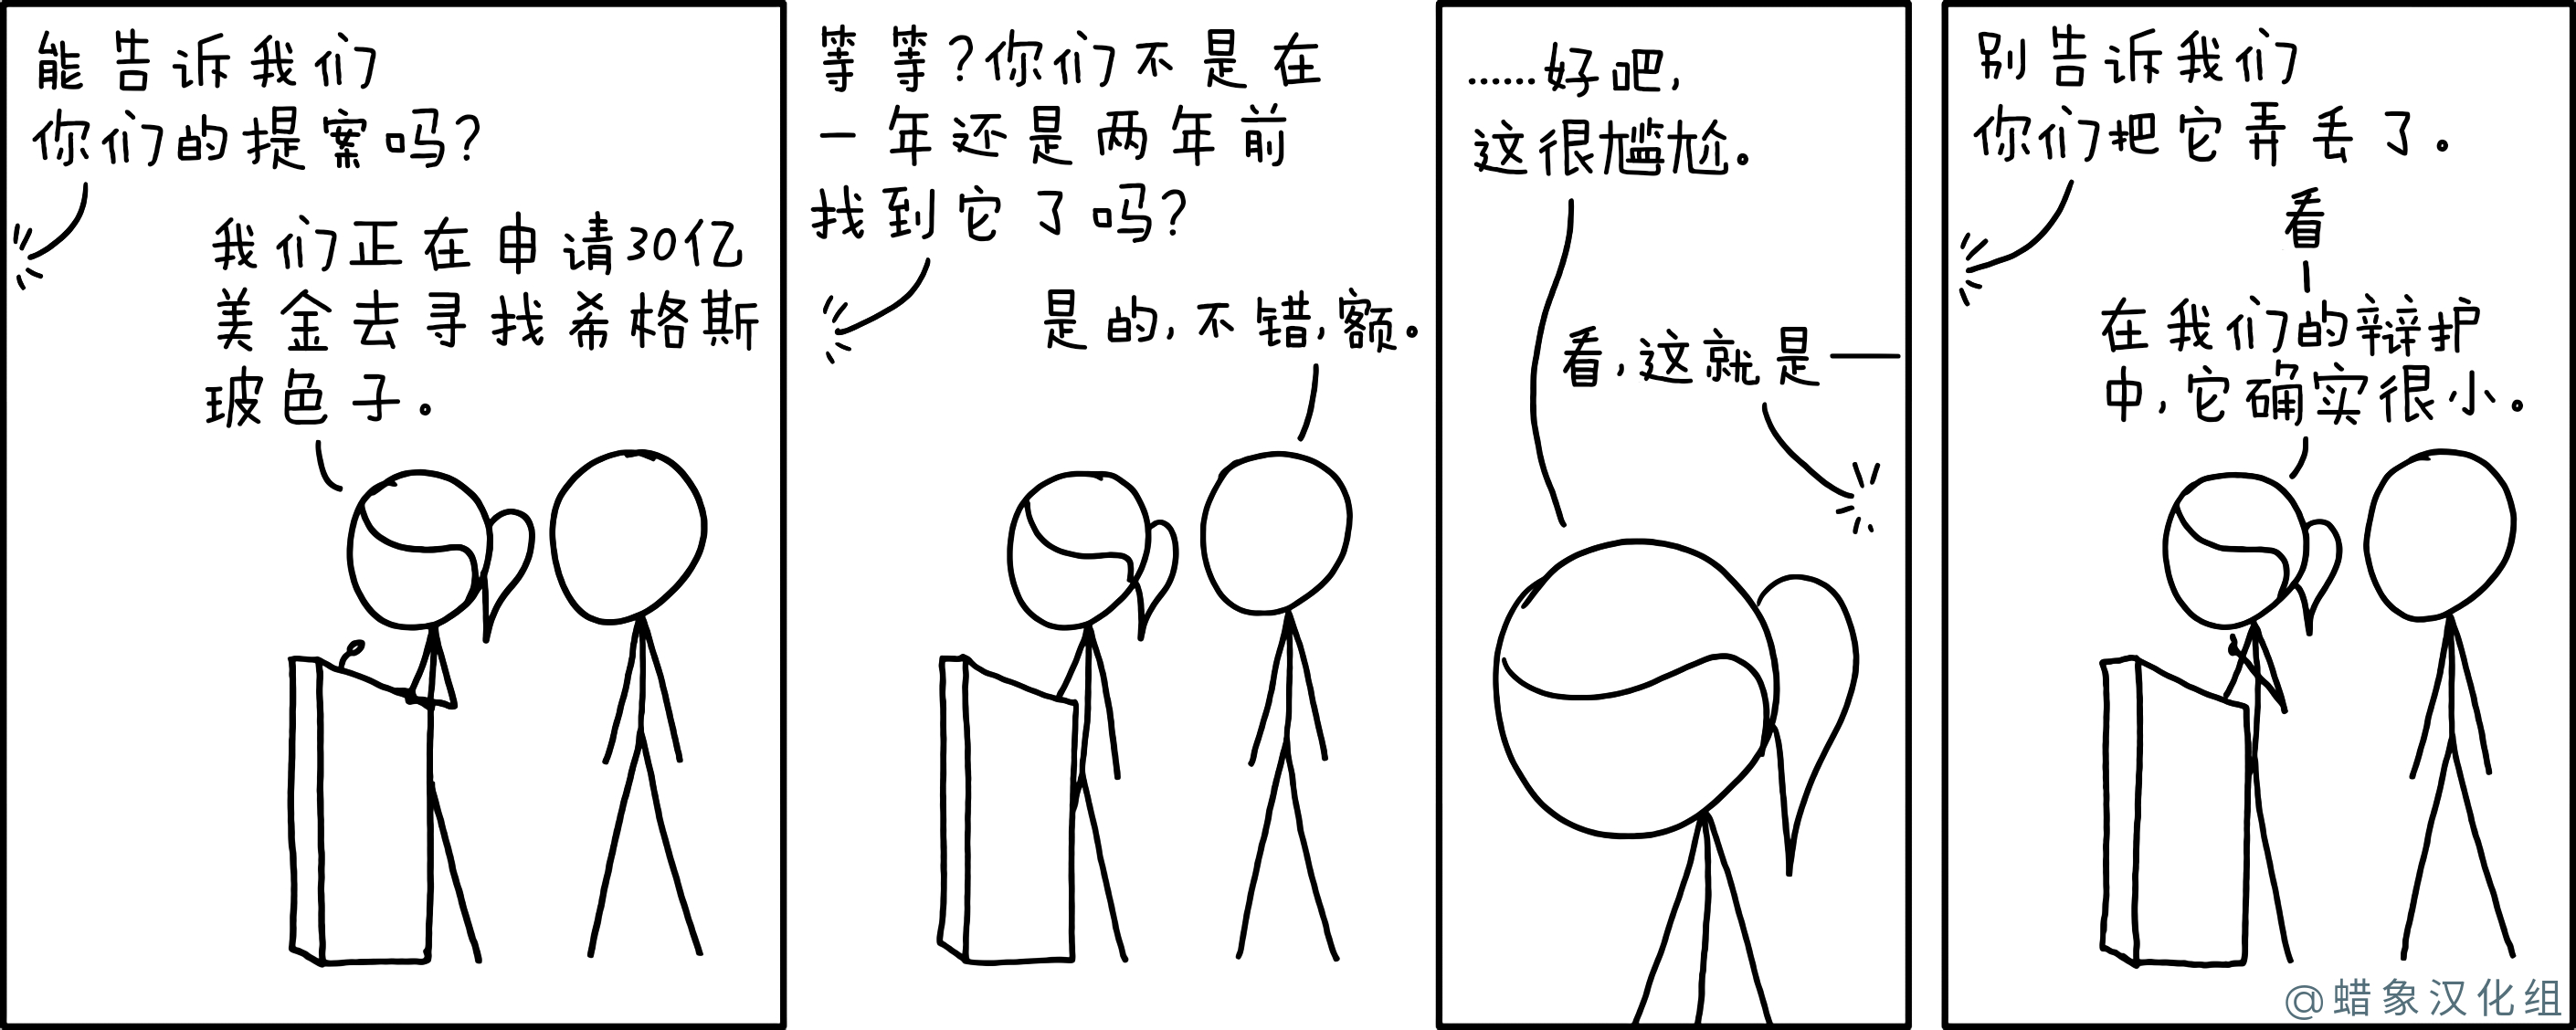 能告诉我们
你们的提案吗?
我们正在申请30亿
美金去寻找希格斯
玻色子。
等等?你们不是在
一年还是两年前
找到它了吗?
是的,不错,额。
……好吧,
这很尴尬。
看,这就是——
别告诉我们
你们把它弄丢了。
看
在我们的辩护
中,它确实很小。
@蜡象汉化组